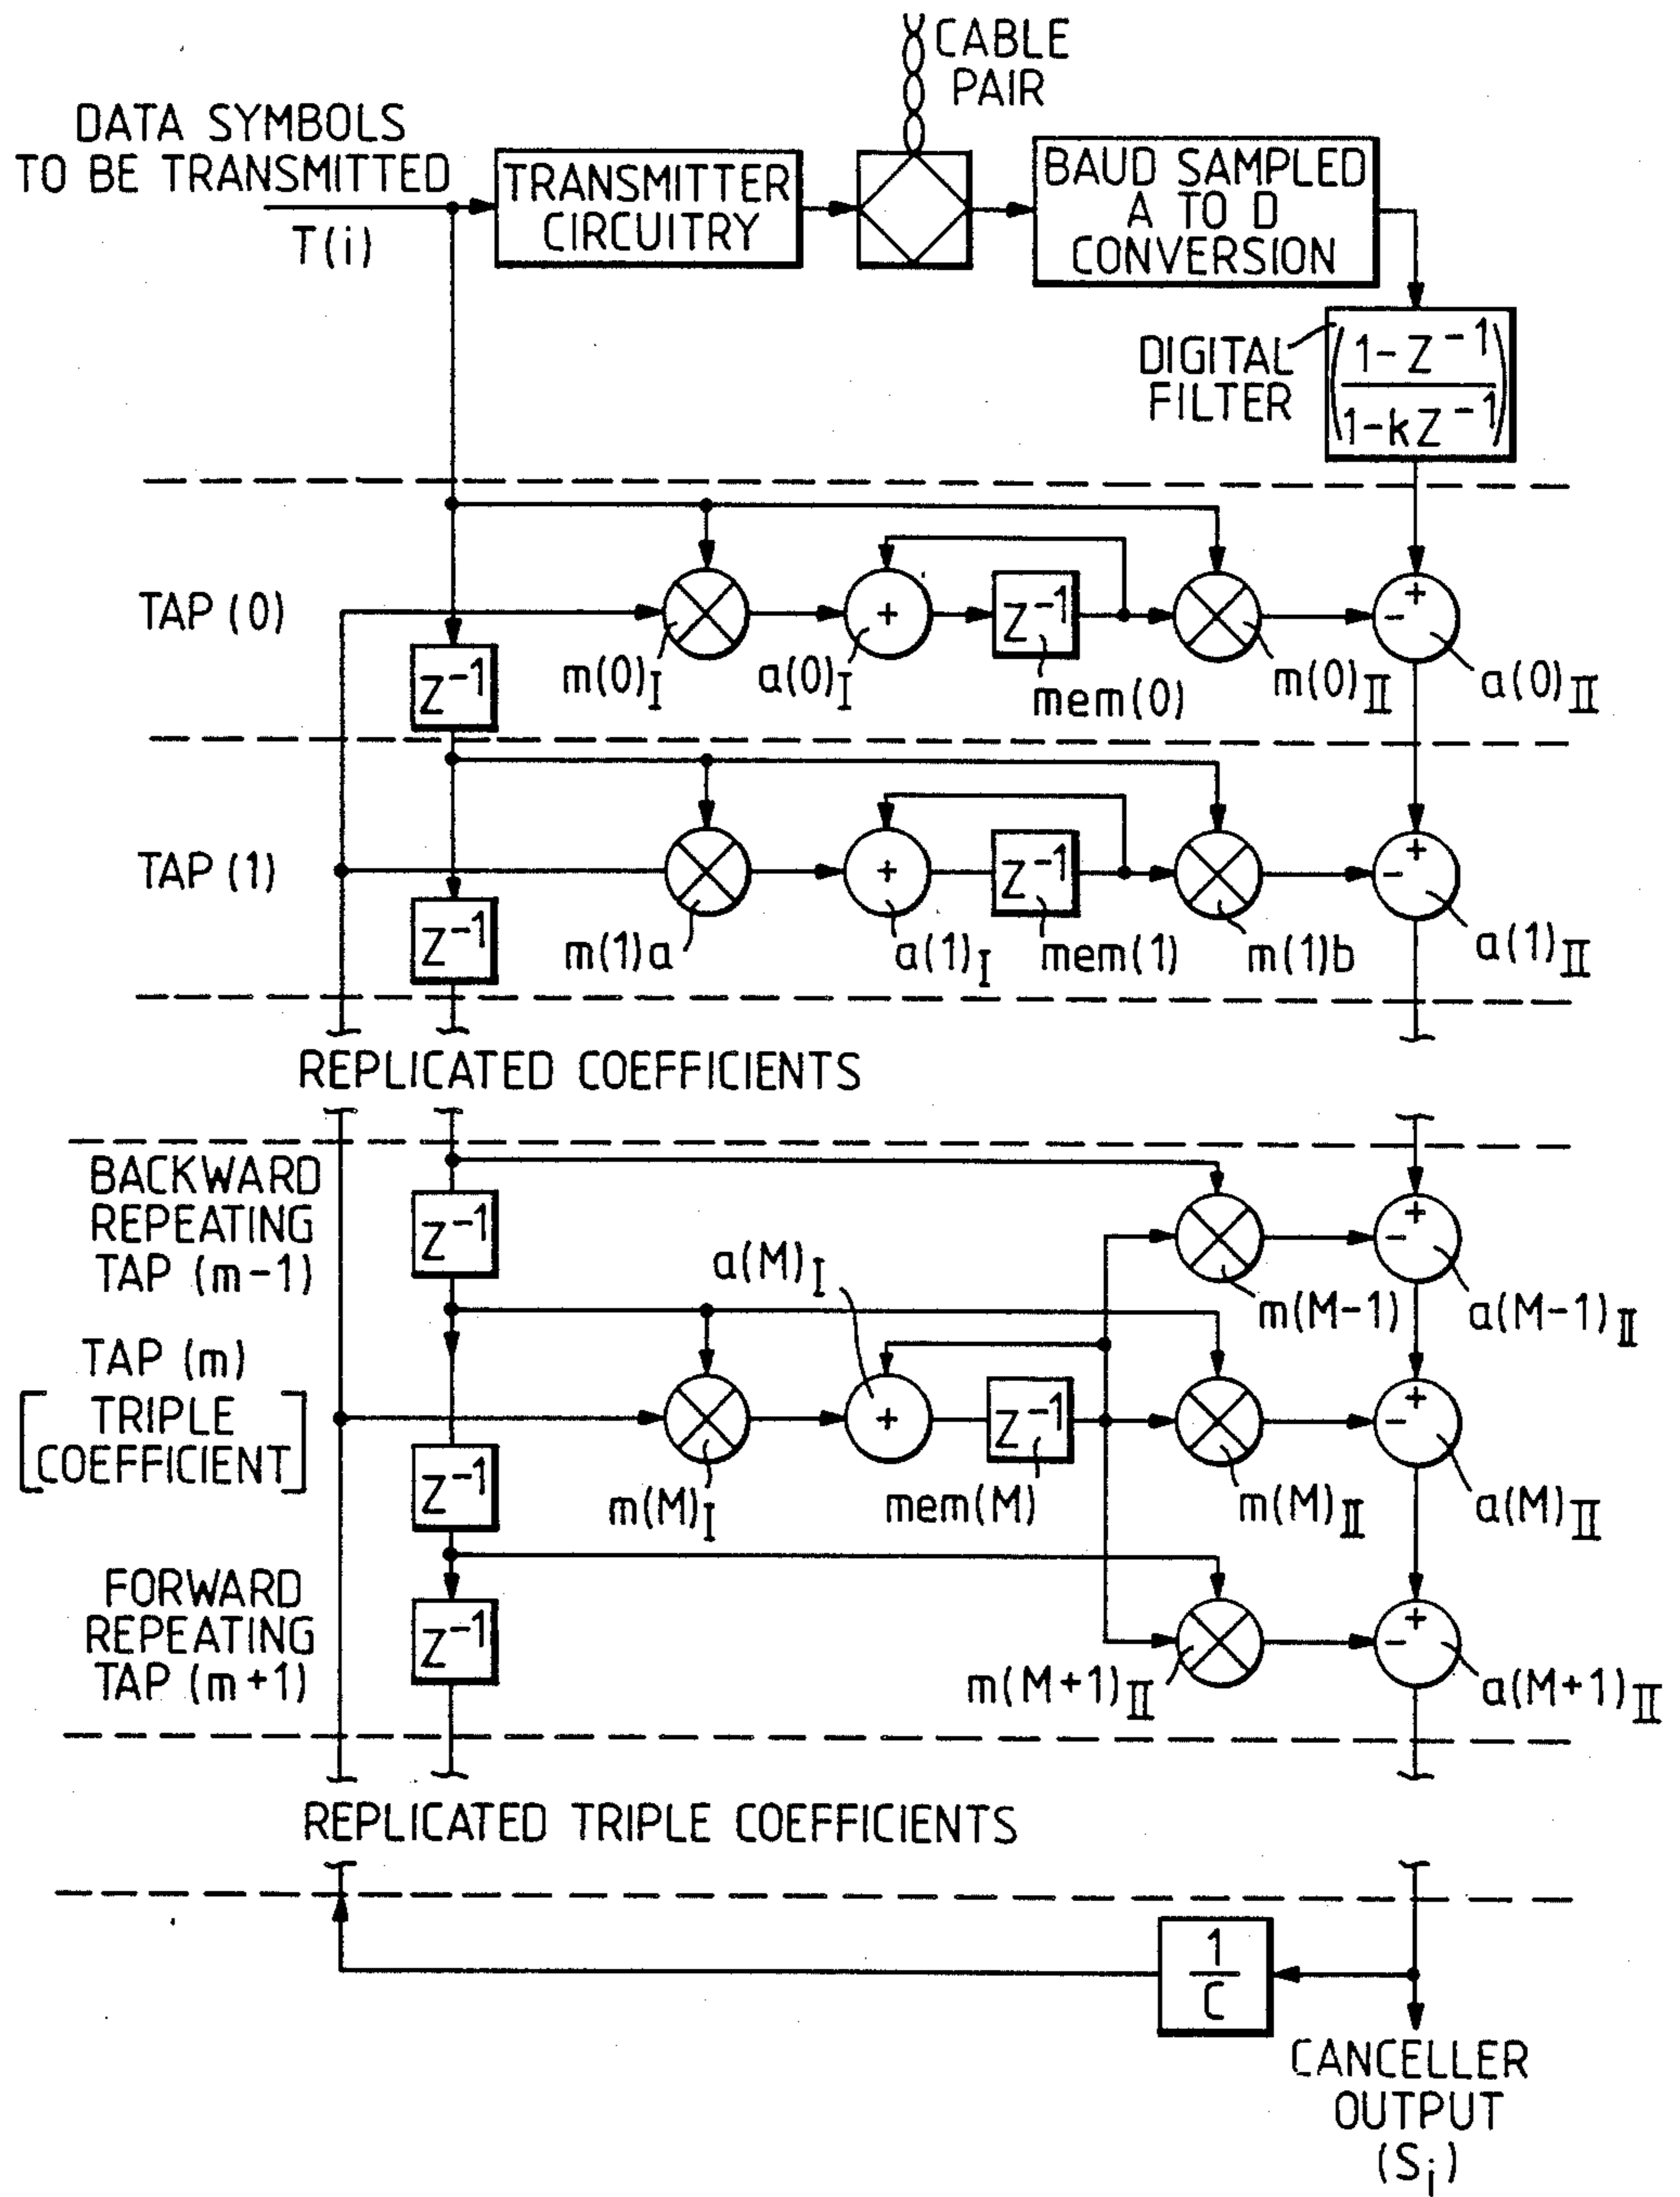 CABLE
PAIR
DATA SYMBOLS
TO BE TRANSMITTED
T(i)
TRANSMITTER
CIRCUITRY
BAUD SAMPLED
A TO D
CONVERSION
DIGITAL
FILTER
(1-Z⁻¹
1-kZ⁻¹)
TAP (0)
+
Z⁻¹
+
-
Z⁻¹
m(0)I
a(0)I
mem(0)
m(0)II
a(0)II
TAP (1)
+
Z⁻¹
+
-
Z⁻¹
m(1)a
a(1)I
mem(1)
m(1)b
a(1)II
REPLICATED COEFFICIENTS
BACKWARD
REPEATING
TAP (m-1)
Z⁻¹
+
-
a(M)I
m(M-1)
a(M-1)II
TAP (m)
[TRIPLE
COEFFICIENT]
+
Z⁻¹
+
-
Z⁻¹
m(M)I
mem(M)
m(M)II
a(M)II
FORWARD
REPEATING
TAP (m+1)
Z⁻¹
+
-
m(M+1)II
a(M+1)II
REPLICATED TRIPLE COEFFICIENTS
1
C
CANCELLER
OUTPUT
(Si)